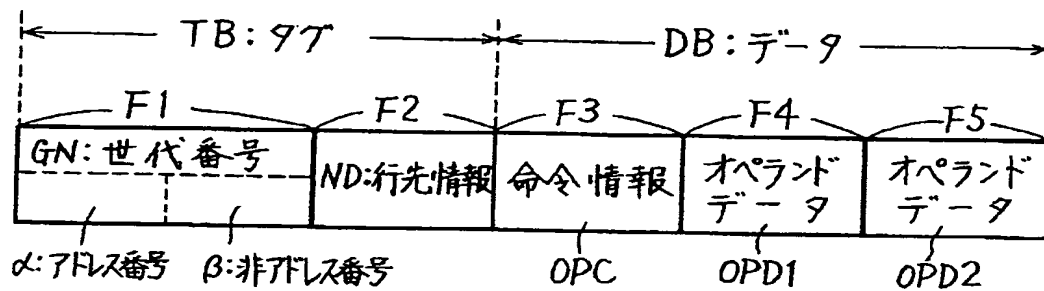 TB:タグ DB:データ
F1 F2 F3 F4 F5
GN:世代番号 ND:行先情報 命令情報 オペランド オペランド
データ データ
α:アドレス番号 β:非アドレス番号 OPC OPD1 OPD2